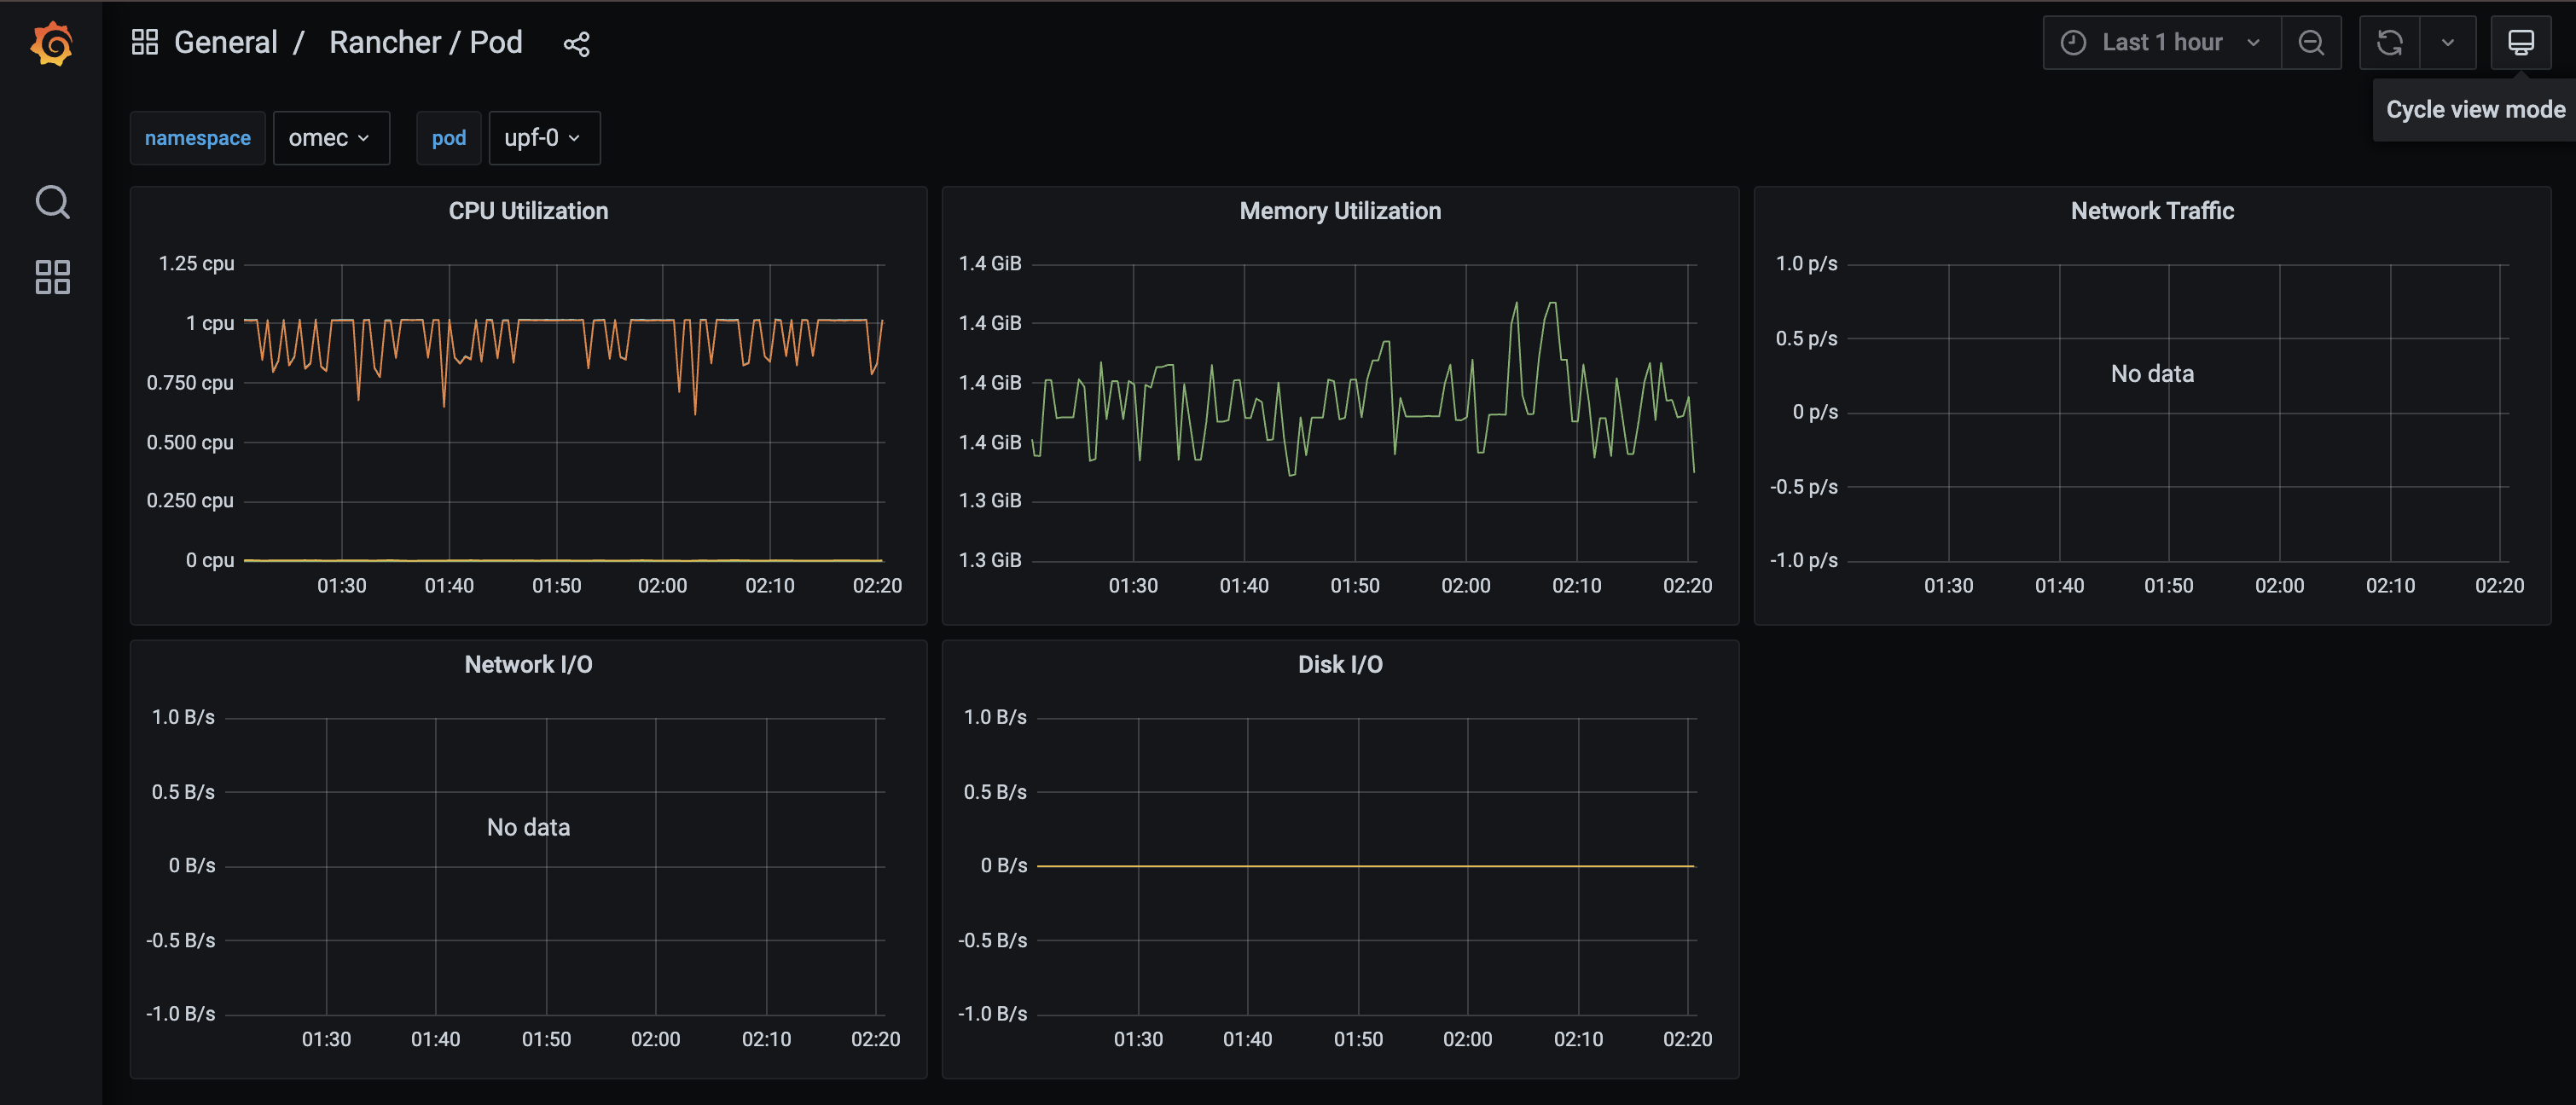 General / Rancher / Pod
Last 1 hour
Cycle view mode
namespace omec pod upf-0
CPU Utilization
1.25 cpu
1 cpu
0.750 cpu
0.500 cpu
0.250 cpu
0 cpu
01:30 01:40 01:50 02:00 02:10 02:20
Memory Utilization
1.4 GiB
1.4 GiB
1.4 GiB
1.4 GiB
1.3 GiB
1.3 GiB
01:30 01:40 01:50 02:00 02:10 02:20
Network Traffic
1.0 p/s
0.5 p/s
No data
0 p/s
-0.5 p/s
-1.0 p/s
01:30 01:40 01:50 02:00 02:10 02:20
Network I/O
1.0 B/s
0.5 B/s
No data
0 B/s
-0.5 B/s
-1.0 B/s
01:30 01:40 01:50 02:00 02:10 02:20
Disk I/O
1.0 B/s
0.5 B/s
0 B/s
-0.5 B/s
-1.0 B/s
01:30 01:40 01:50 02:00 02:10 02:20